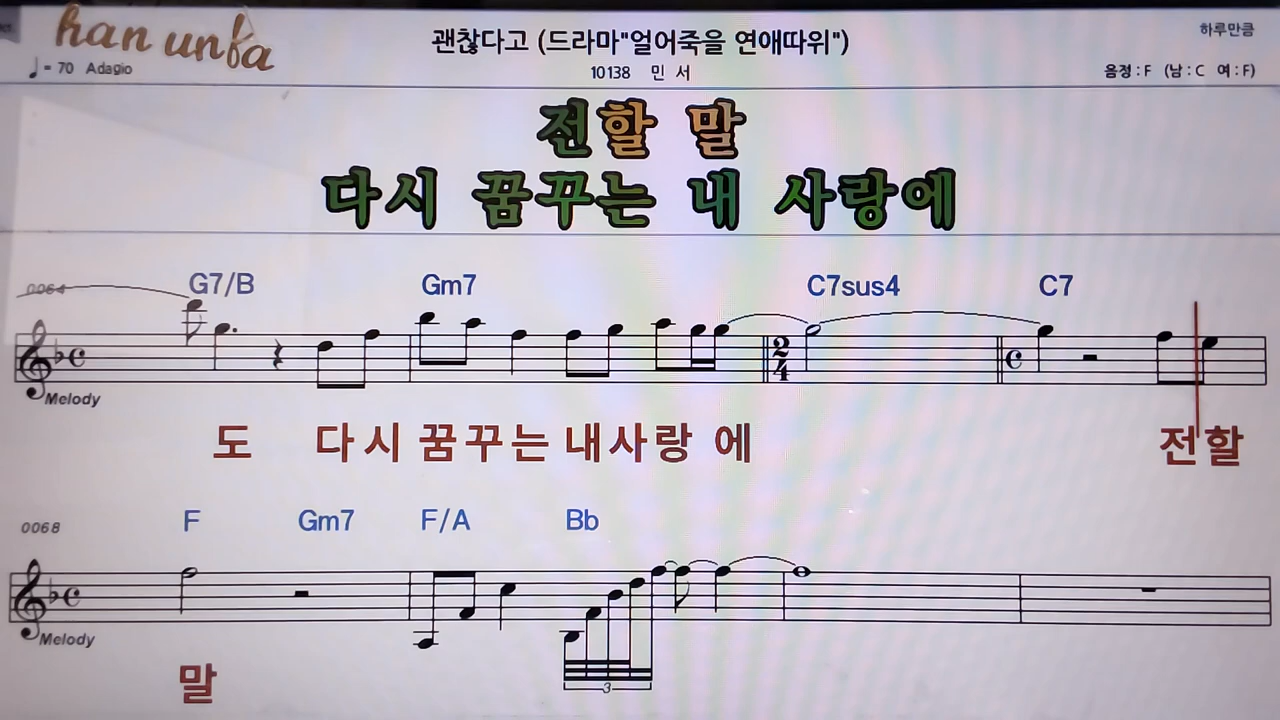 han unfa
괜찮다고 (드라마"얼어죽을 연애따위")
하루만큼
♩= 70 Adagio
10138 민 서
음정 : F (남 : C 여 : F)
전할 말
다시 꿈꾸는 내 사랑에
0064 G7/B Gm7 C7sus4 C7
2
4
Melody
도 다시 꿈꾸는 내사랑 에 전할
0068 F Gm7 F/A Bb
Melody
3
말